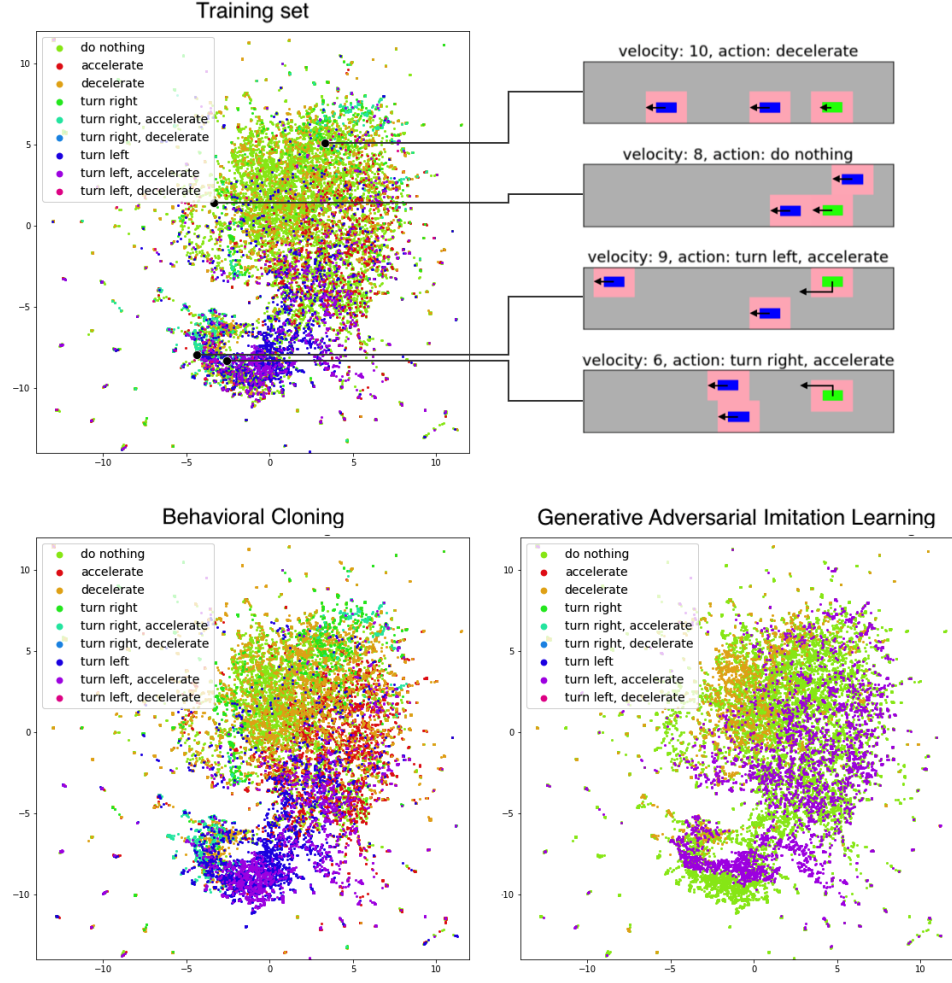 Training set
do nothing
accelerate
decelerate
turn right
turn right, accelerate
turn right, decelerate
turn left
turn left, accelerate
turn left, decelerate
10
5
0
−5
−10
−10
−5
0
5
10
velocity: 10, action: decelerate
velocity: 8, action: do nothing
velocity: 9, action: turn left, accelerate
velocity: 6, action: turn right, accelerate
Behavioral Cloning
do nothing
accelerate
decelerate
turn right
turn right, accelerate
turn right, decelerate
turn left
turn left, accelerate
turn left, decelerate
10
5
0
−5
−10
−10
−5
0
5
10
Generative Adversarial Imitation Learning
do nothing
accelerate
decelerate
turn right
turn right, accelerate
turn right, decelerate
turn left
turn left, accelerate
turn left, decelerate
10
5
0
−5
−10
−10
−5
0
5
10